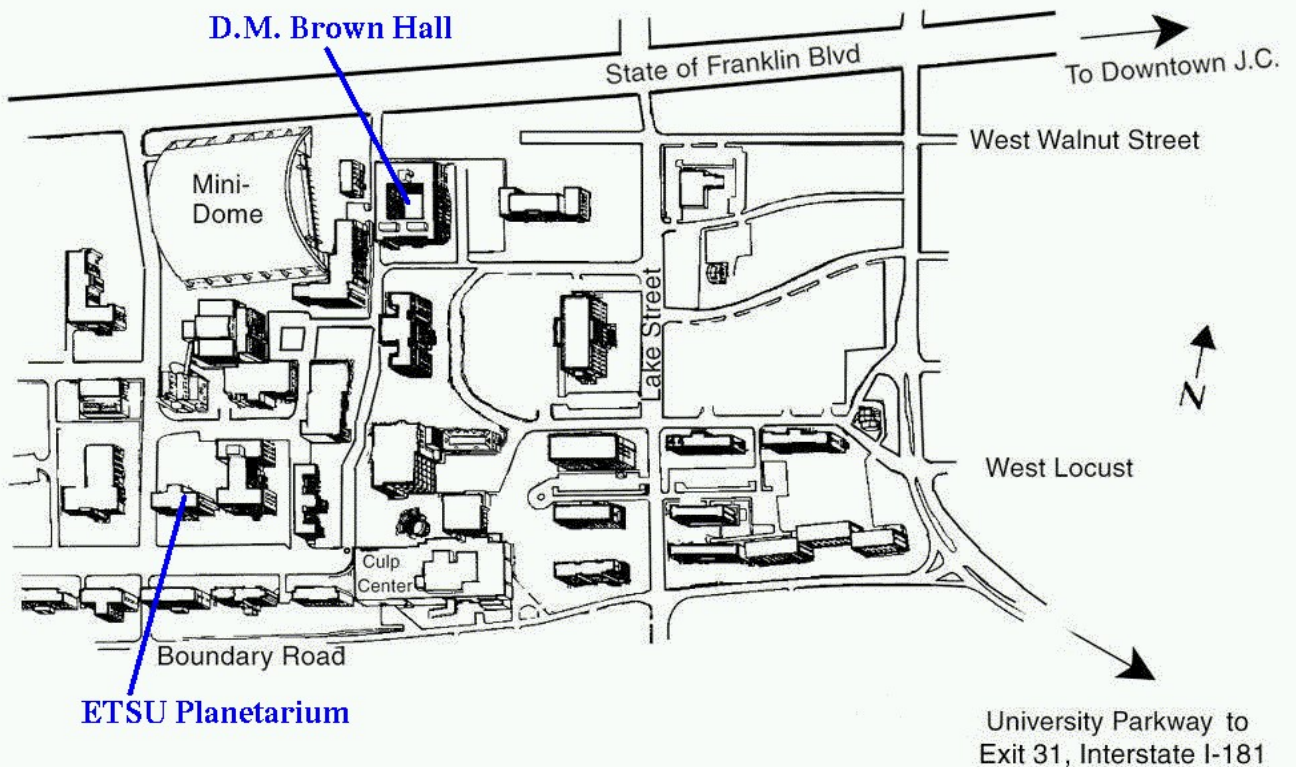 D.M. Brown Hall
State of Franklin Blvd
To Downtown J.C.
West Walnut Street
Mini-
Dome
Lake Street
N
West Locust
Culp
Center
Boundary Road
ETSU Planetarium
University Parkway to
Exit 31, Interstate I-181